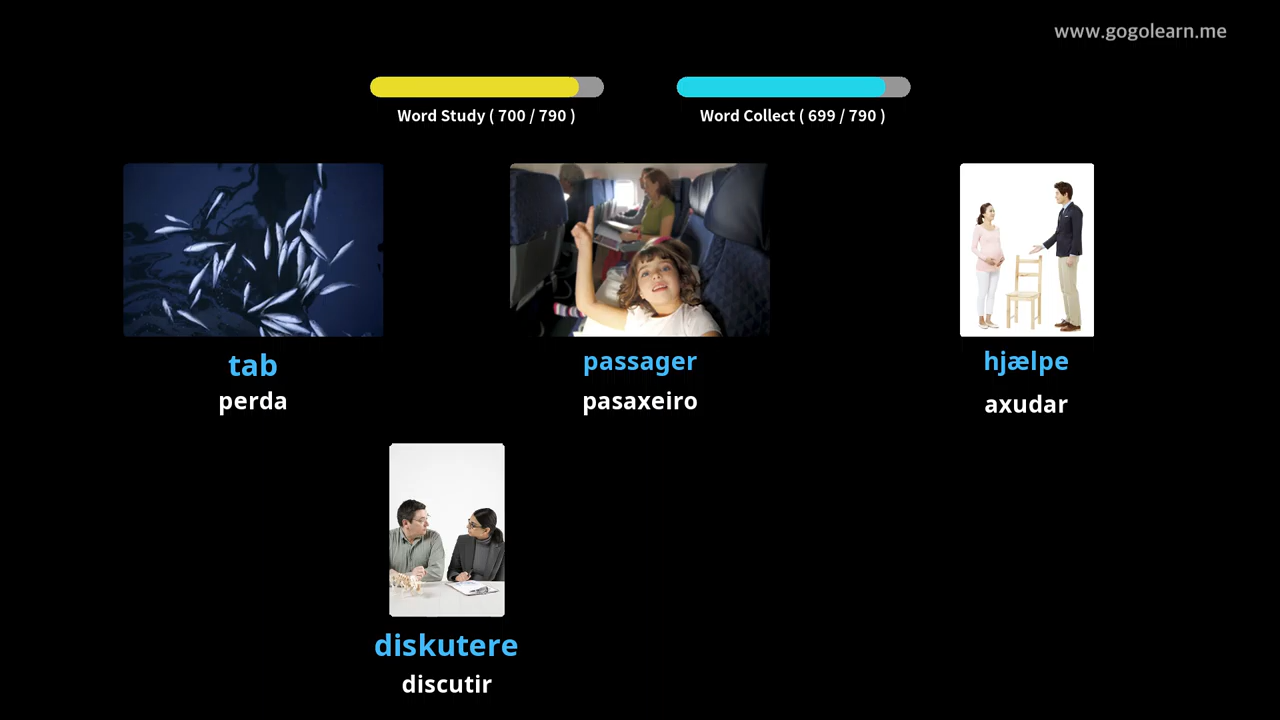 www.gogolearn.me
Word Study ( 700 / 790 )
Word Collect ( 699 / 790 )
tab
perda
passager
pasaxeiro
hjælpe
axudar
diskutere
discutir